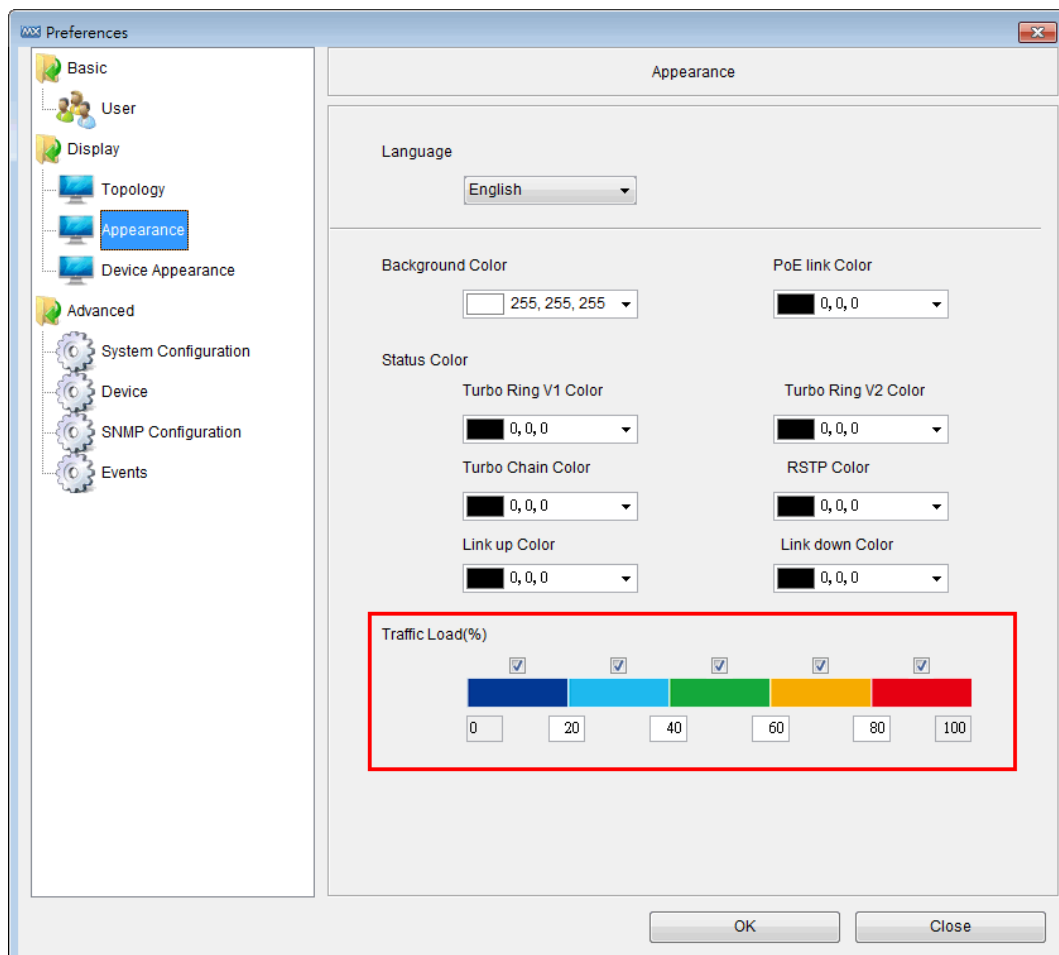 MX Preferences
Basic
User
Display
Topology
Appearance
Device Appearance
Advanced
System Configuration
Device
SNMP Configuration
Events
Appearance
Language
English
Background Color PoE link Color
255, 255, 255 0, 0, 0
Status Color
Turbo Ring V1 Color Turbo Ring V2 Color
0, 0, 0 0, 0, 0
Turbo Chain Color RSTP Color
0, 0, 0 0, 0, 0
Link up Color Link down Color
0, 0, 0 0, 0, 0
Traffic Load(%)
0 20 40 60 80 100
OK Close